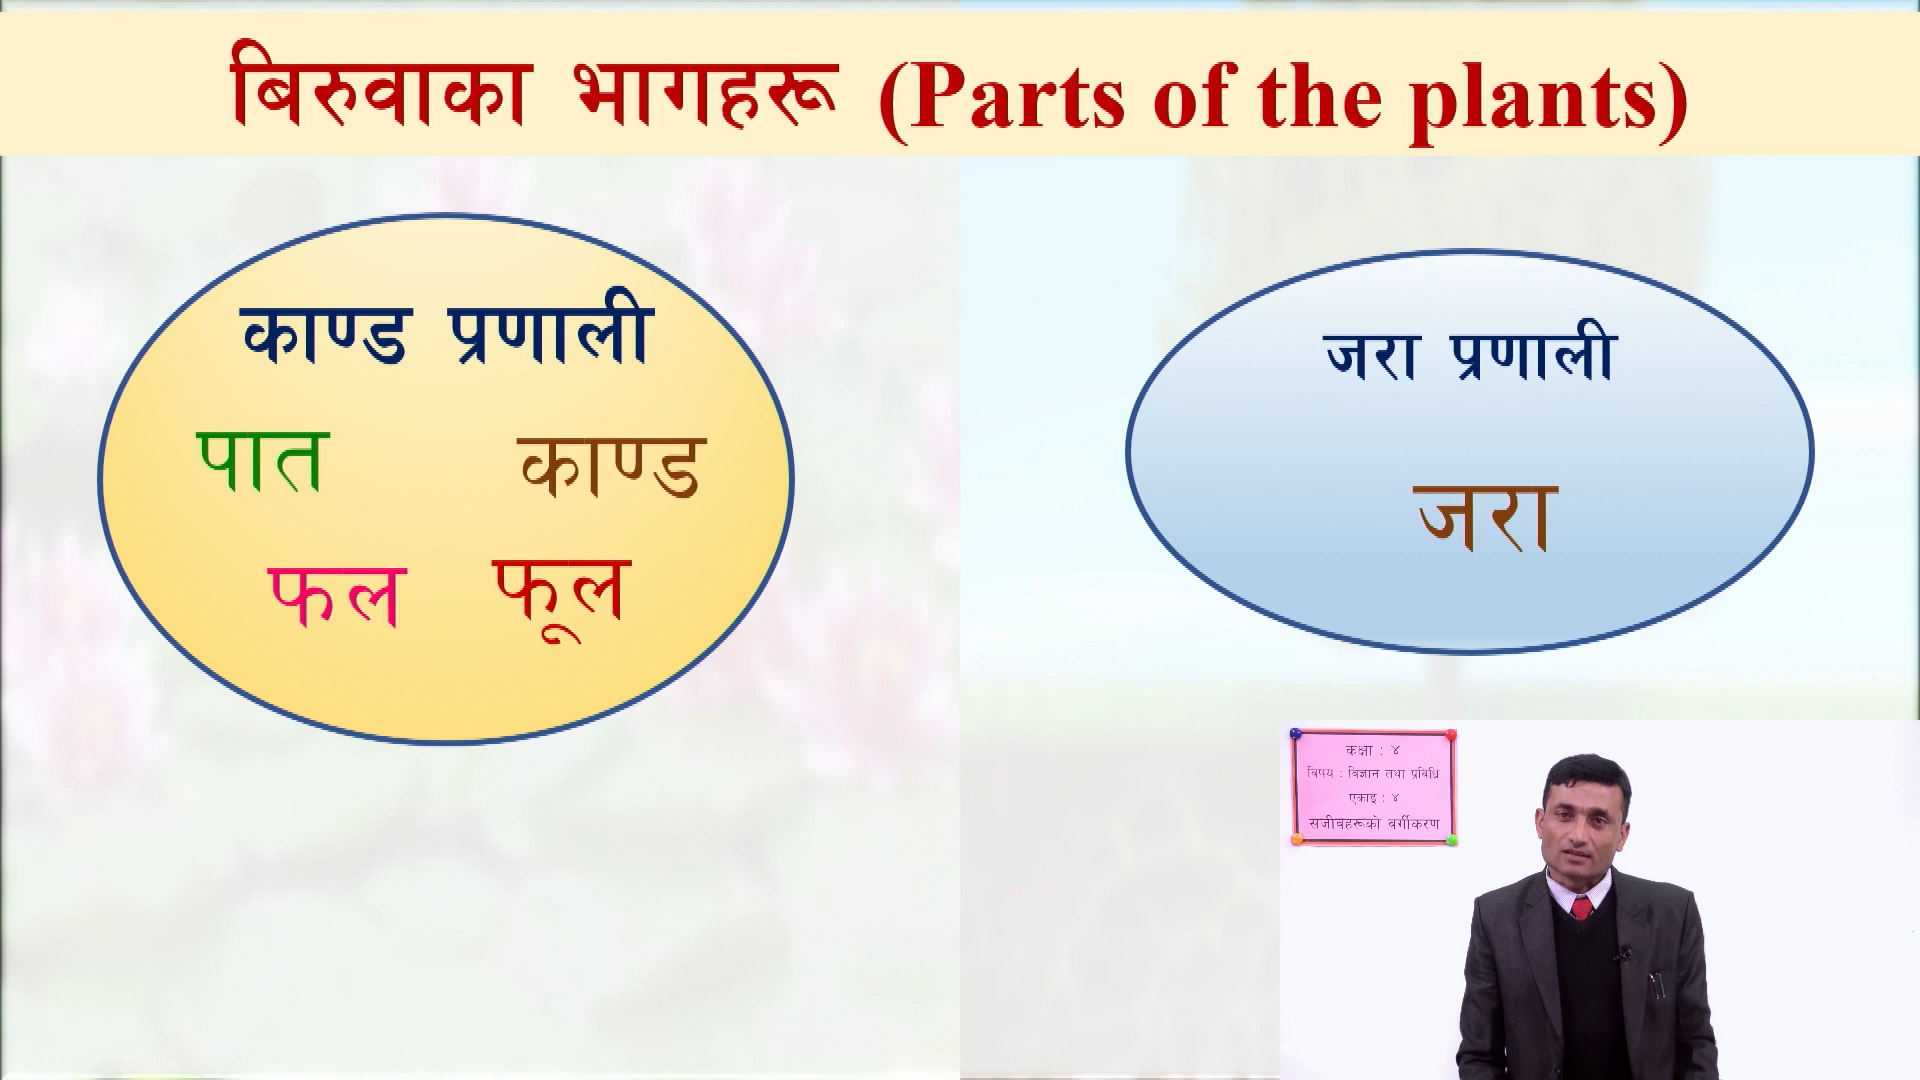 बिरुवाका भागहरू (Parts of the plants)
काण्ड प्रणाली
पात काण्ड
फल फूल
जरा प्रणाली
जरा
कक्षा : ४
विषय : विज्ञान तथा प्रविधि
एकाइ : ४
सजीवहरूको वर्गीकरण